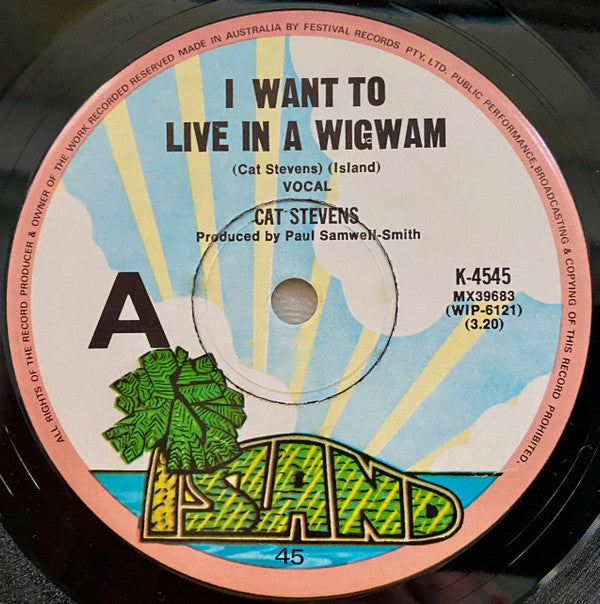 ALL RIGHTS OF THE RECORD PRODUCER & OWNER OF THE WORK RECORDED RESERVED MADE IN AUSTRALIA BY FESTIVAL RECORDS PTY. LTD. PUBLIC PERFORMANCE, BROADCASTING & COPYING OF THIS RECORD PROHIBITED.
I WANT TO
LIVE IN A WIGWAM
(Cat Stevens) (Island)
VOCAL
CAT STEVENS
Produced by Paul Samwell-Smith
A
K-4545
MX39683
(WIP-6121)
(3.20)
ISLAND
45